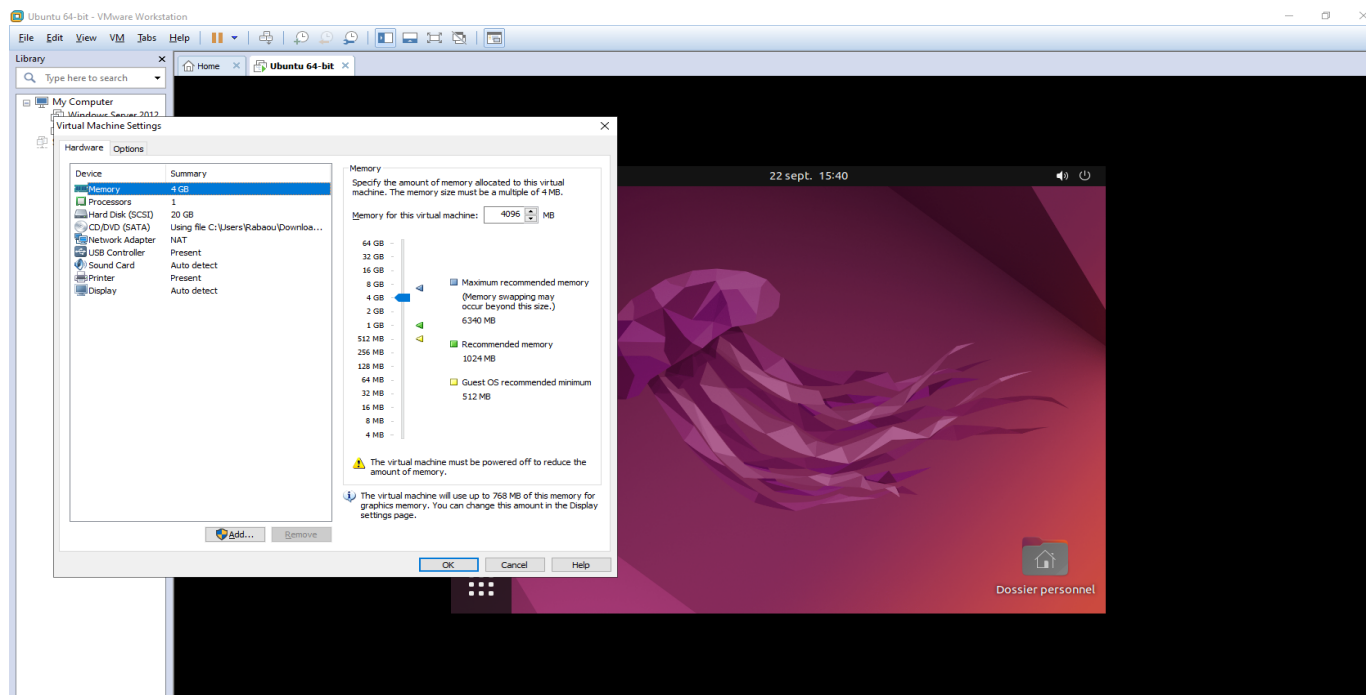 Ubuntu 64-bit - VMware Workstation
File Edit View VM Tabs Help
Library
Type here to search
Home
Ubuntu 64-bit
My Computer
Windows Server 2012
Virtual Machine Settings
Hardware Options
Device Summary
Memory 4 GB
Processors 1
Hard Disk (SCSI) 20 GB
CD/DVD (SATA) Using file C:\Users\Rabaou\Downloa...
Network Adapter NAT
USB Controller Present
Sound Card Auto detect
Printer Present
Display Auto detect
Add... Remove
Memory
Specify the amount of memory allocated to this virtual
machine. The memory size must be a multiple of 4 MB.
Memory for this virtual machine: 4096 MB
64 GB
32 GB
16 GB
8 GB
4 GB
2 GB
1 GB
512 MB
256 MB
128 MB
64 MB
32 MB
16 MB
8 MB
4 MB
Maximum recommended memory
(Memory swapping may
occur beyond this size.)
6340 MB
Recommended memory
1024 MB
Guest OS recommended minimum
512 MB
The virtual machine must be powered off to reduce the
amount of memory.
The virtual machine will use up to 768 MB of this memory for
graphics memory. You can change this amount in the Display
settings page.
OK Cancel Help
22 sept. 15:40
Dossier personnel